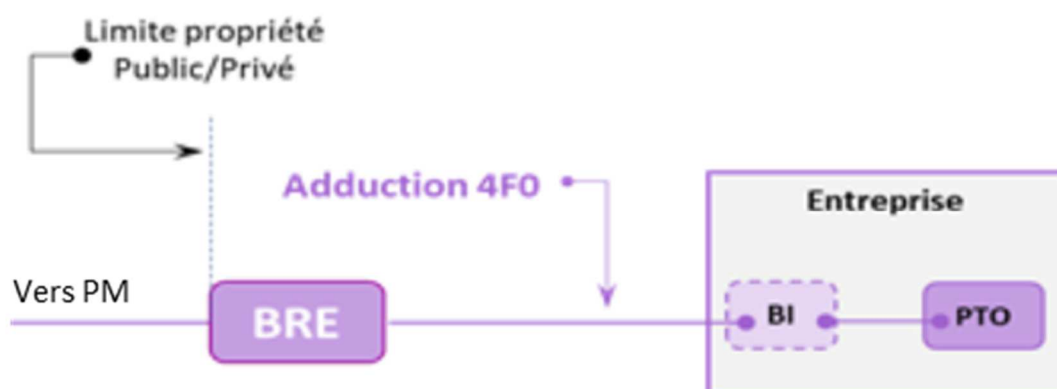 Limite propriété
Public/Privé
Adduction 4F0
Entreprise
Vers PM
BRE
BI
PTO